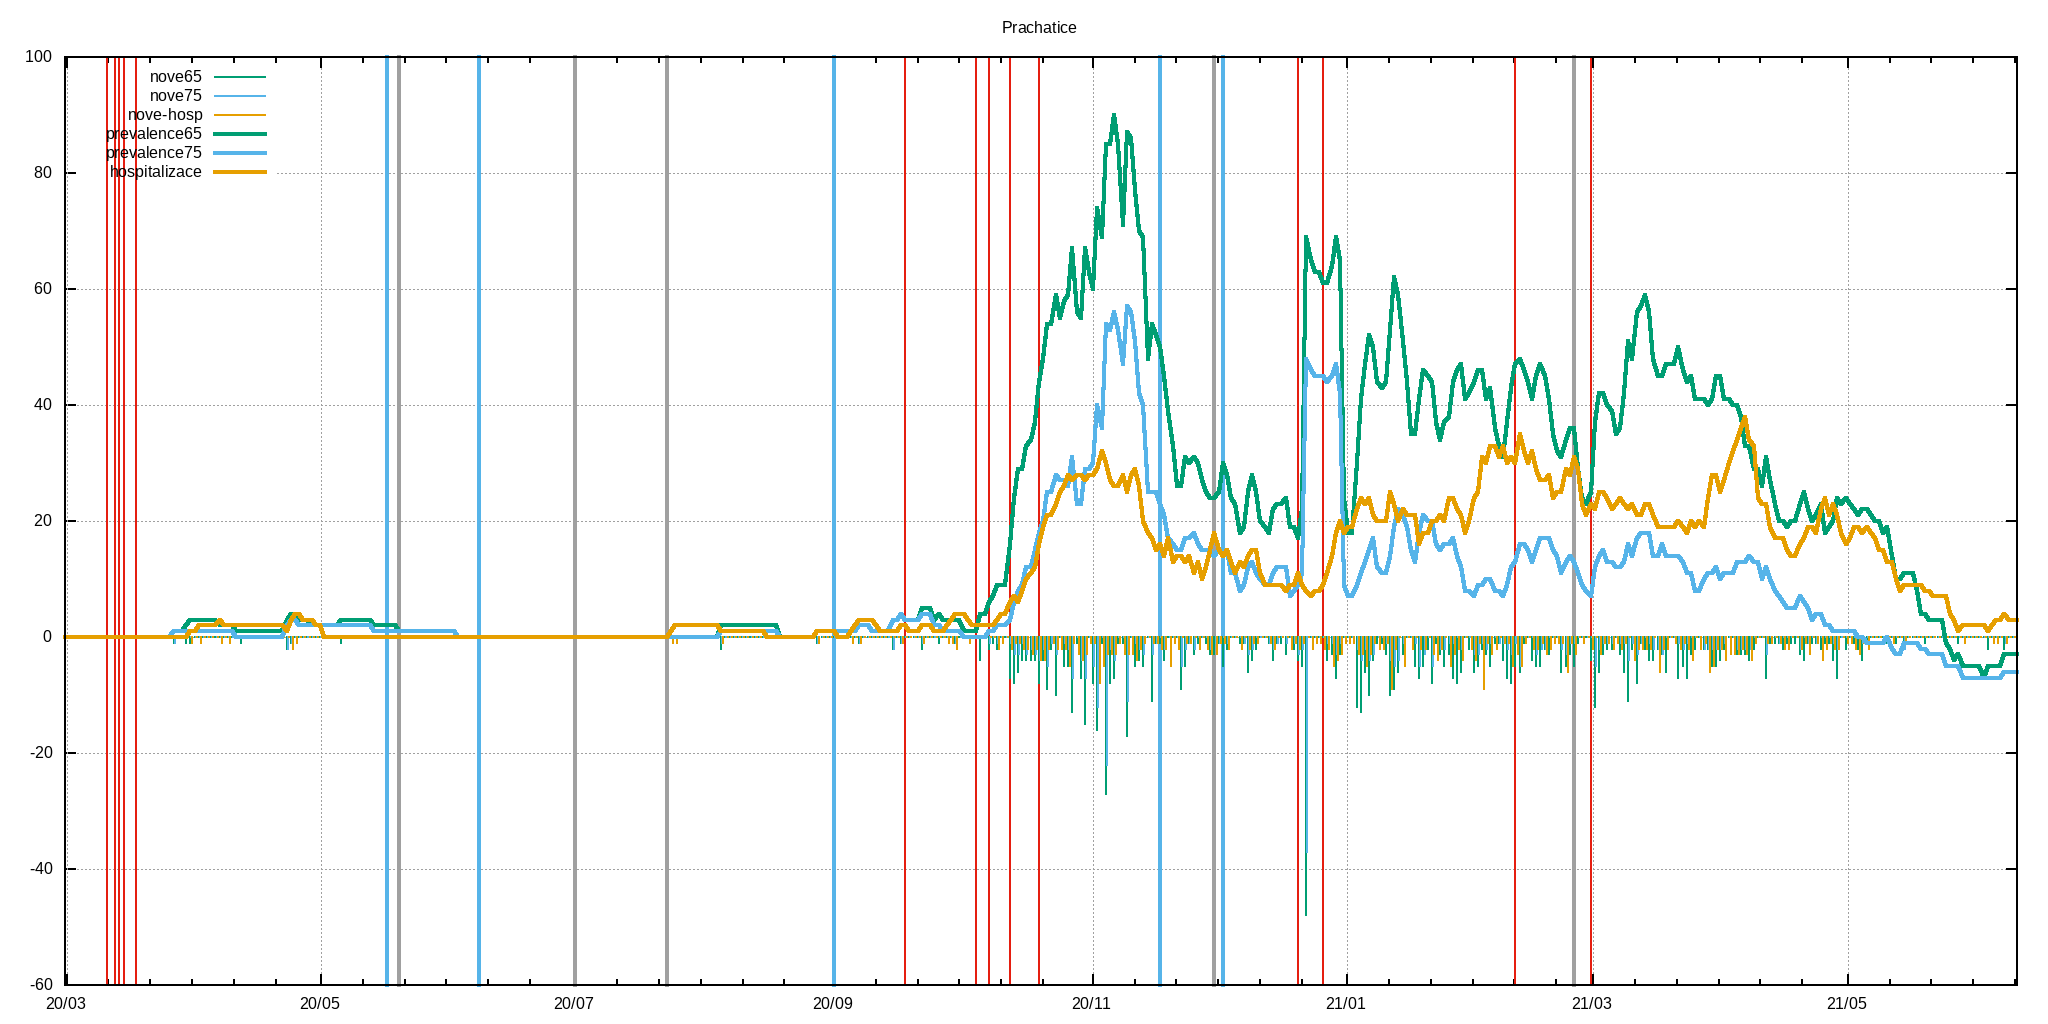 Prachatice
100
80
60
40
20
0
-20
-40
-60
nove65
nove75
nove-hosp
prevalence65
prevalence75
hospitalizace
20/03 20/05 20/07 20/09 20/11 21/01 21/03 21/05